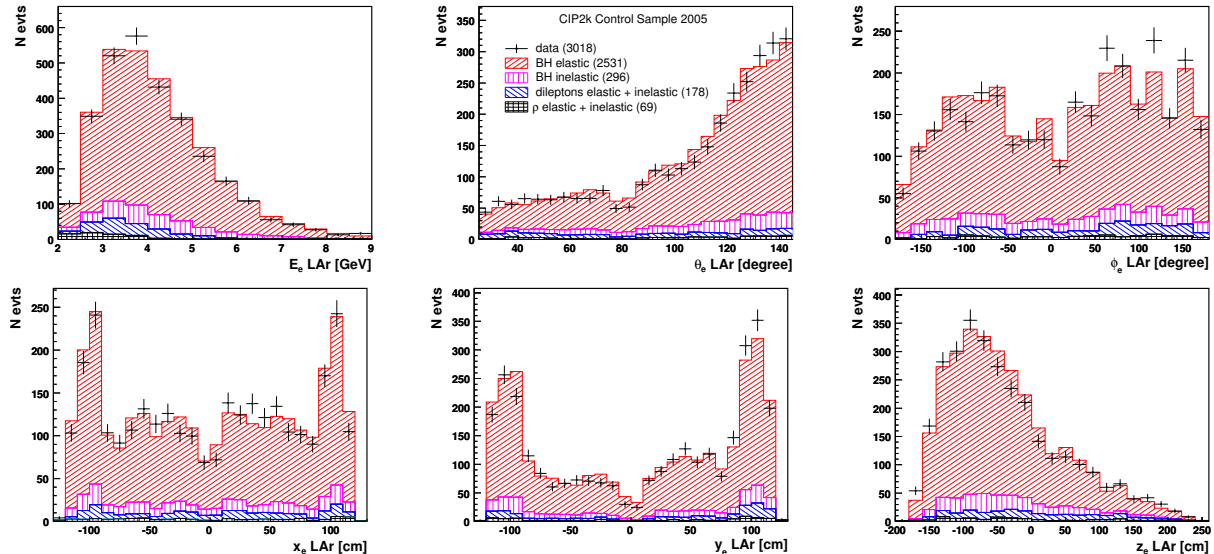 N evts
600
500
400
300
200
100
0
2 3 4 5 6 7 8 9
E_e LAr [GeV]
N evts
350
300
250
200
150
100
50
0
40 60 80 100 120 140
θ_e LAr [degree]
CIP2k Control Sample 2005
data (3018)
BH elastic (2531)
BH inelastic (296)
dileptons elastic + inelastic (178)
ρ elastic + inelastic (69)
N evts
250
200
150
100
50
0
-150 -100 -50 0 50 100 150
ϕ_e LAr [degree]
N evts
250
200
150
100
50
0
-100 -50 0 50 100
x_e LAr [cm]
N evts
400
350
300
250
200
150
100
50
0
-100 -50 0 50 100
y_e LAr [cm]
N evts
400
350
300
250
200
150
100
50
0
-200 -150 -100 -50 0 50 100 150 200 250
z_e LAr [cm]